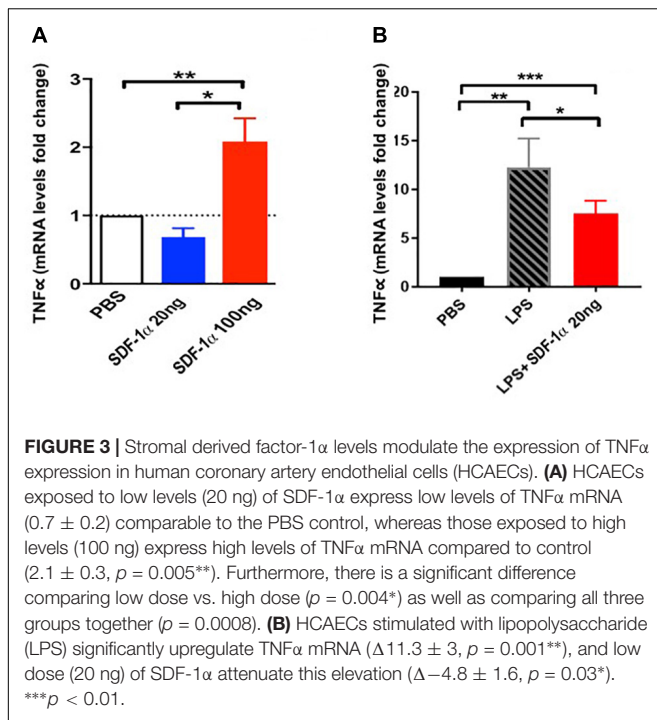 A
B
**
*
***
**
*
TNFα (mRNA levels fold change)
3
2
1
0
PBS
SDF-1α 20ng
SDF-1α 100ng
TNFα (mRNA levels fold change)
20
15
10
5
0
PBS
LPS
LPS+ SDF-1α 20ng
FIGURE 3 | Stromal derived factor-1α levels modulate the expression of TNFα
expression in human coronary artery endothelial cells (HCAECs). (A) HCAECs
exposed to low levels (20 ng) of SDF-1α express low levels of TNFα mRNA
(0.7 ± 0.2) comparable to the PBS control, whereas those exposed to high
levels (100 ng) express high levels of TNFα mRNA compared to control
(2.1 ± 0.3, p = 0.005**). Furthermore, there is a significant difference
comparing low dose vs. high dose (p = 0.004*) as well as comparing all three
groups together (p = 0.0008). (B) HCAECs stimulated with lipopolysaccharide
(LPS) significantly upregulate TNFα mRNA (Δ11.3 ± 3, p = 0.001**), and low
dose (20 ng) of SDF-1α attenuate this elevation (Δ−4.8 ± 1.6, p = 0.03*).
***p < 0.01.